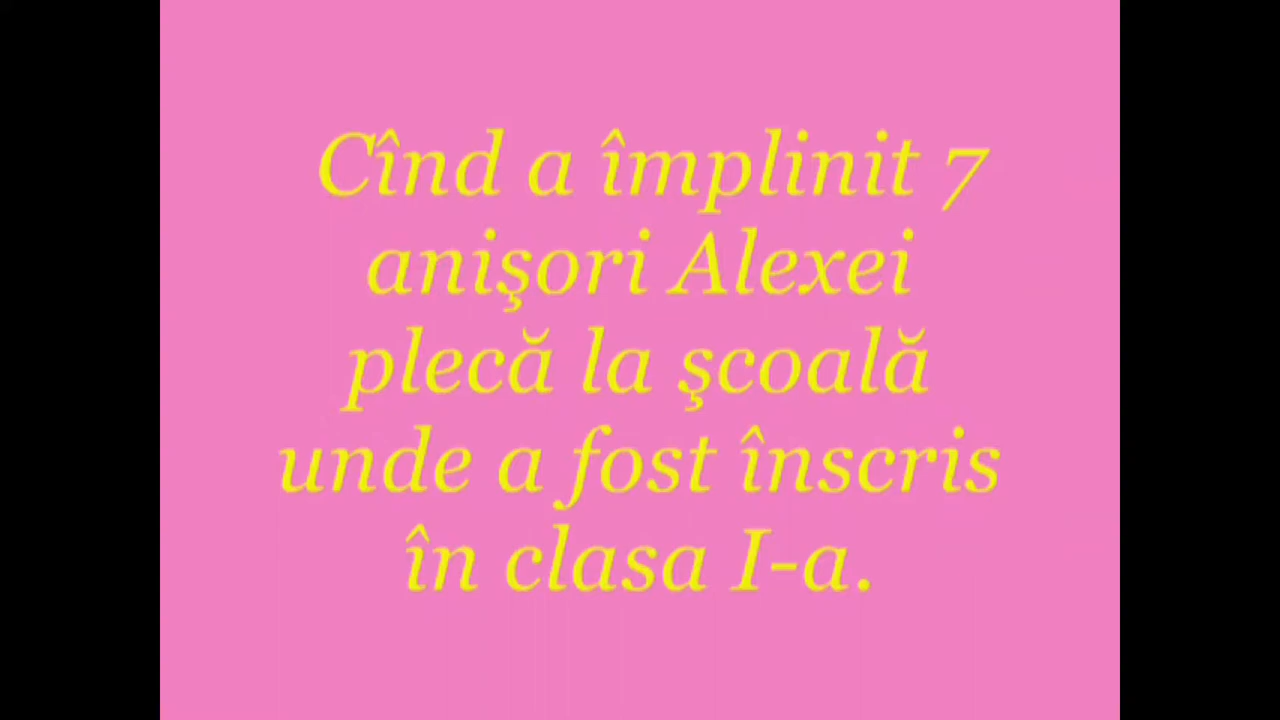 Cînd a împlinit 7
anişori Alexei
plecă la şcoală
unde a fost înscris
în clasa I-a.